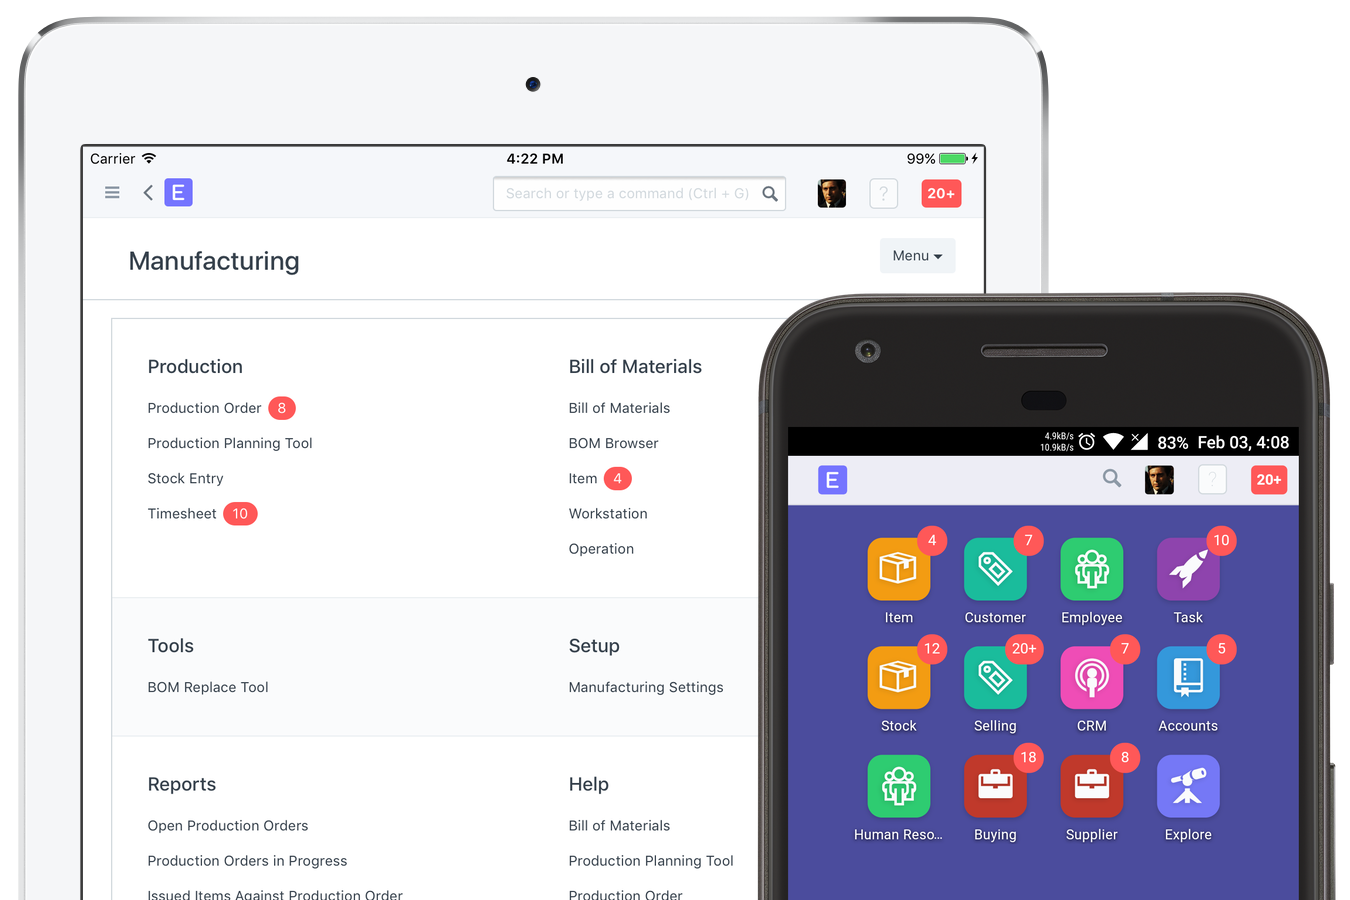 Carrier
4:22 PM
99%
E
Search or type a command (Ctrl + G)
?
20+
Manufacturing
Menu
Production
Production Order 8
Production Planning Tool
Stock Entry
Timesheet 10
Bill of Materials
Bill of Materials
BOM Browser
Item 4
Workstation
Operation
Tools
BOM Replace Tool
Setup
Manufacturing Settings
Reports
Open Production Orders
Production Orders in Progress
Issued Items Against Production Order
Help
Bill of Materials
Production Planning Tool
Production Order
4.9kB/s
10.9kB/s
83% Feb 03, 4:08
E
?
20+
4
7
10
Item
Customer
Employee
Task
12
20+
7
5
Stock
Selling
CRM
Accounts
18
8
Human Reso...
Buying
Supplier
Explore